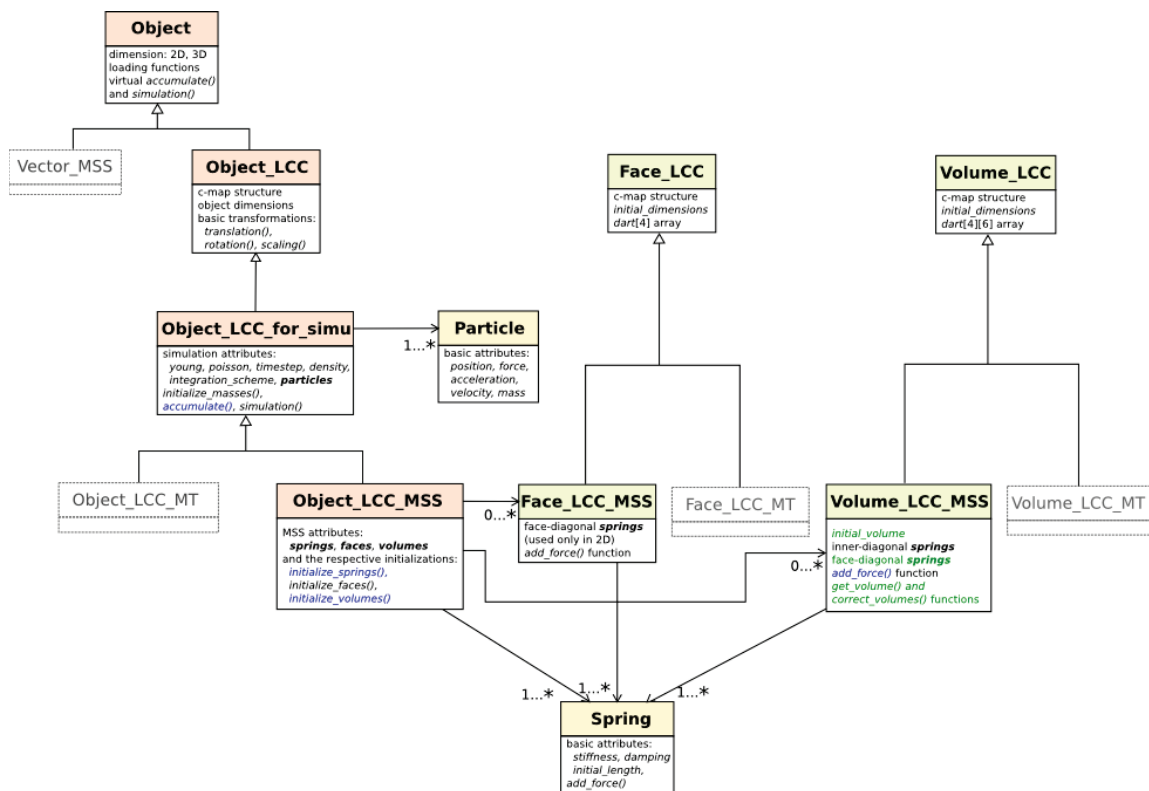 Object
dimension: 2D, 3D
loading functions
virtual accumulate()
and simulation()
Vector_MSS
Object_LCC
c-map structure
object dimensions
basic transformations:
translation(),
rotation(), scaling()
Face_LCC
c-map structure
initial_dimensions
dart[4] array
Volume_LCC
c-map structure
initial_dimensions
dart[4][6] array
Object_LCC_for_simu
simulation attributes:
young, poisson, timestep, density,
integration_scheme, particles
initialize_masses(),
accumulate(), simulation()
1...*
Particle
basic attributes:
position, force,
acceleration,
velocity, mass
Object_LCC_MT
Object_LCC_MSS
MSS attributes:
springs, faces, volumes
and the respective initializations:
initialize_springs(),
initialize_faces(),
initialize_volumes()
0...*
Face_LCC_MSS
face-diagonal springs
(used only in 2D)
add_force() function
Face_LCC_MT
0...*
Volume_LCC_MSS
initial_volume
inner-diagonal springs
face-diagonal springs
add_force() function
get_volume() and
correct_volumes() functions
Volume_LCC_MT
1...*
1...*
1...*
Spring
basic attributes:
stiffness, damping
initial_length,
add_force()